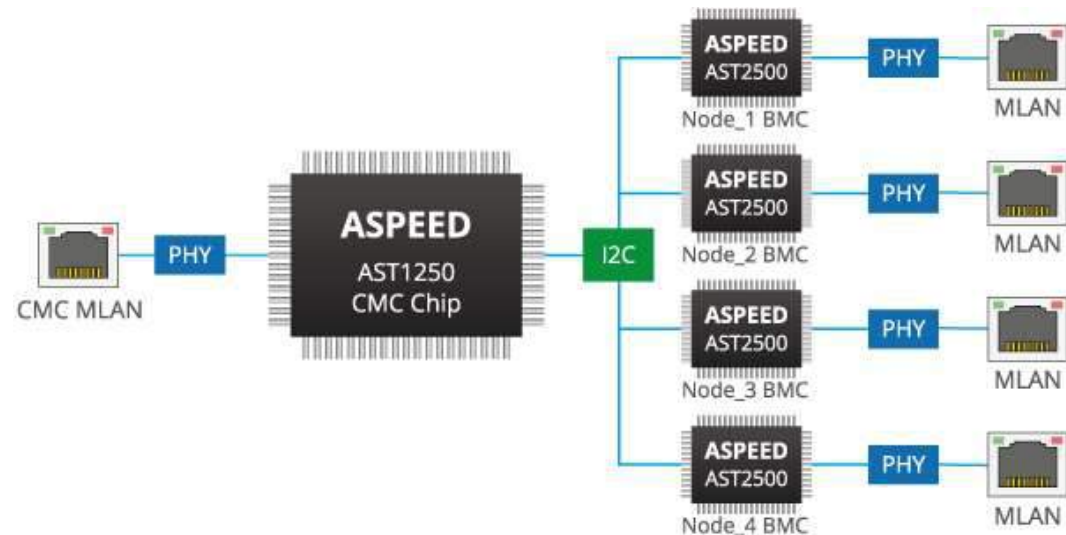 CMC MLAN
PHY
ASPEED
AST1250
CMC Chip
I2C
ASPEED
AST2500
Node_1 BMC
PHY
MLAN
ASPEED
AST2500
Node_2 BMC
PHY
MLAN
ASPEED
AST2500
Node_3 BMC
PHY
MLAN
ASPEED
AST2500
Node_4 BMC
PHY
MLAN